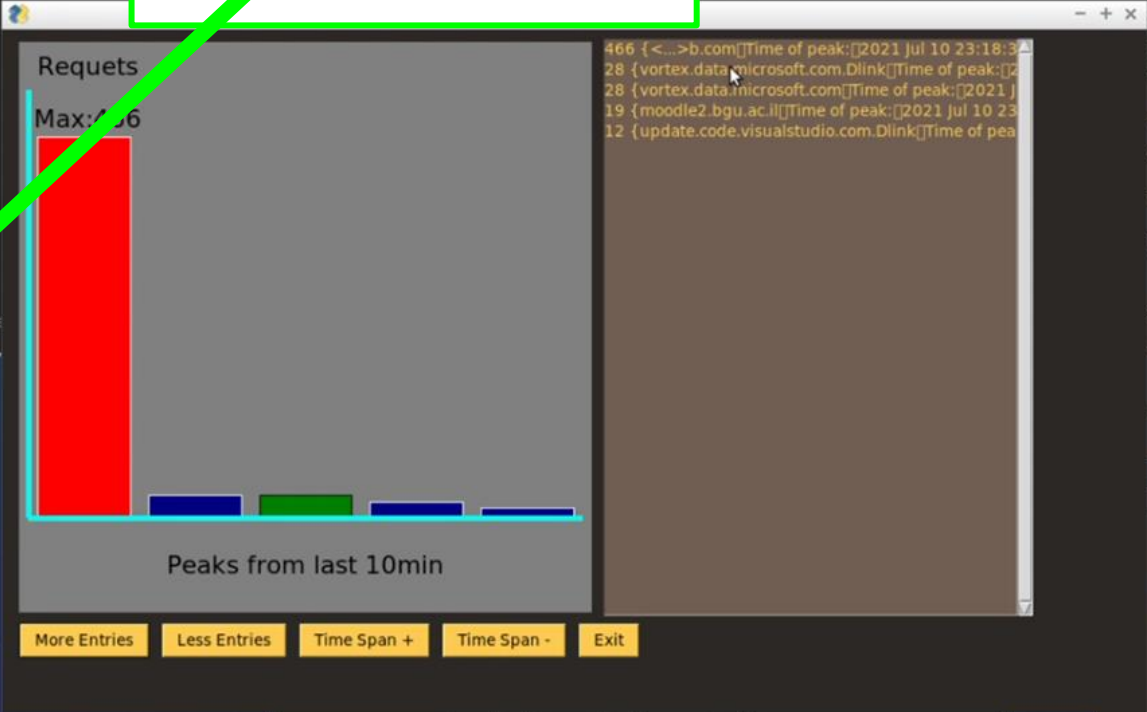 Requets
Max:466
Peaks from last 10min
466 {<...>b.com▯Time of peak:▯2021 Jul 10 23:18:3
28 {vortex.data.microsoft.com.Dlink▯Time of peak:▯2
28 {vortex.data.microsoft.com▯Time of peak:▯2021 J
19 {moodle2.bgu.ac.il▯Time of peak:▯2021 Jul 10 23
12 {update.code.visualstudio.com.Dlink▯Time of pea
More Entries
Less Entries
Time Span +
Time Span -
Exit